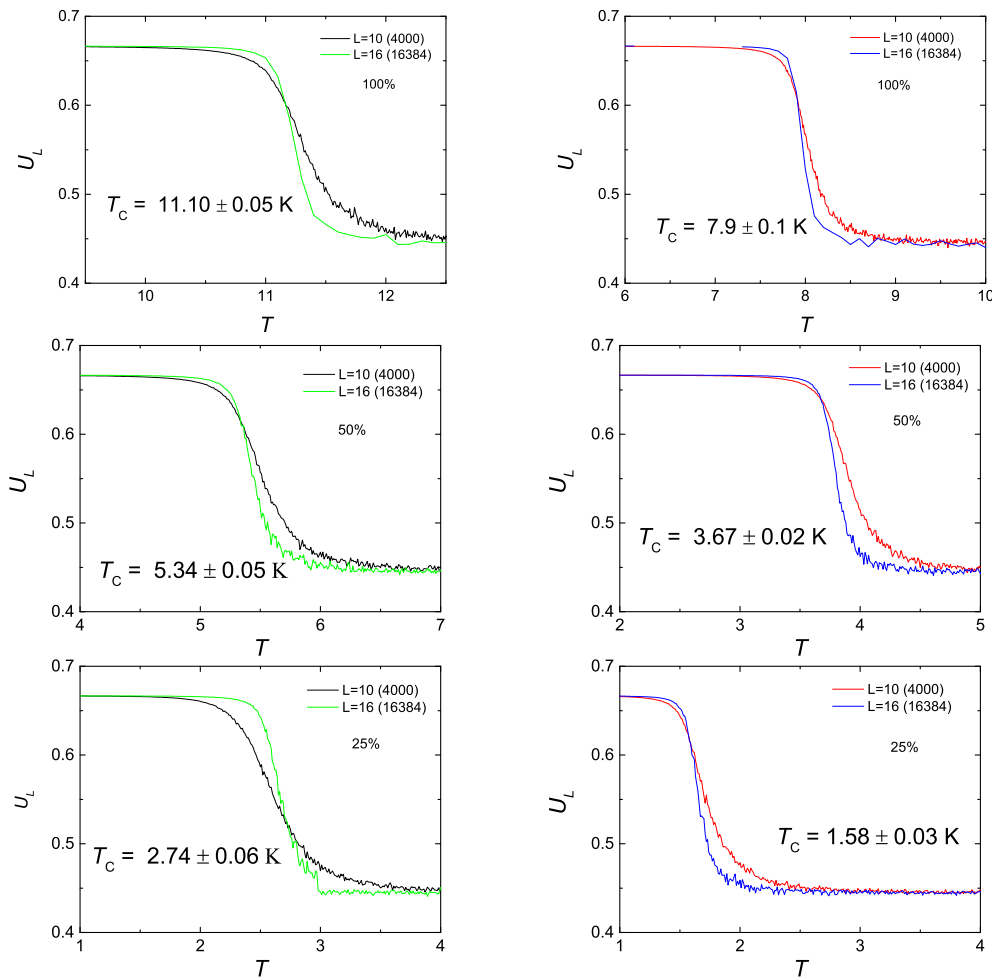 0.7
0.6
0.5
0.4
U_L
L=10 (4000)
L=16 (16384)
100%
T_C = 11.10 ± 0.05 K
10 11 12
T
L=10 (4000)
L=16 (16384)
100%
0.7
0.6
0.5
0.4
U_L
T_C = 7.9 ± 0.1 K
6 7 8 9 10
T
0.7
0.6
0.5
0.4
U_L
L=10 (4000)
L=16 (16384)
50%
T_C = 5.34 ± 0.05 K
4 5 6 7
T
0.7
0.6
0.5
0.4
U_L
L=10 (4000)
L=16 (16384)
50%
T_C = 3.67 ± 0.02 K
2 3 4 5
T
0.7
0.6
0.5
0.4
U_L
L=10 (4000)
L=16 (16384)
25%
T_C = 2.74 ± 0.06 K
1 2 3 4
T
0.7
0.6
0.5
0.4
U_L
L=10 (4000)
L=16 (16384)
25%
T_C = 1.58 ± 0.03 K
1 2 3 4
T